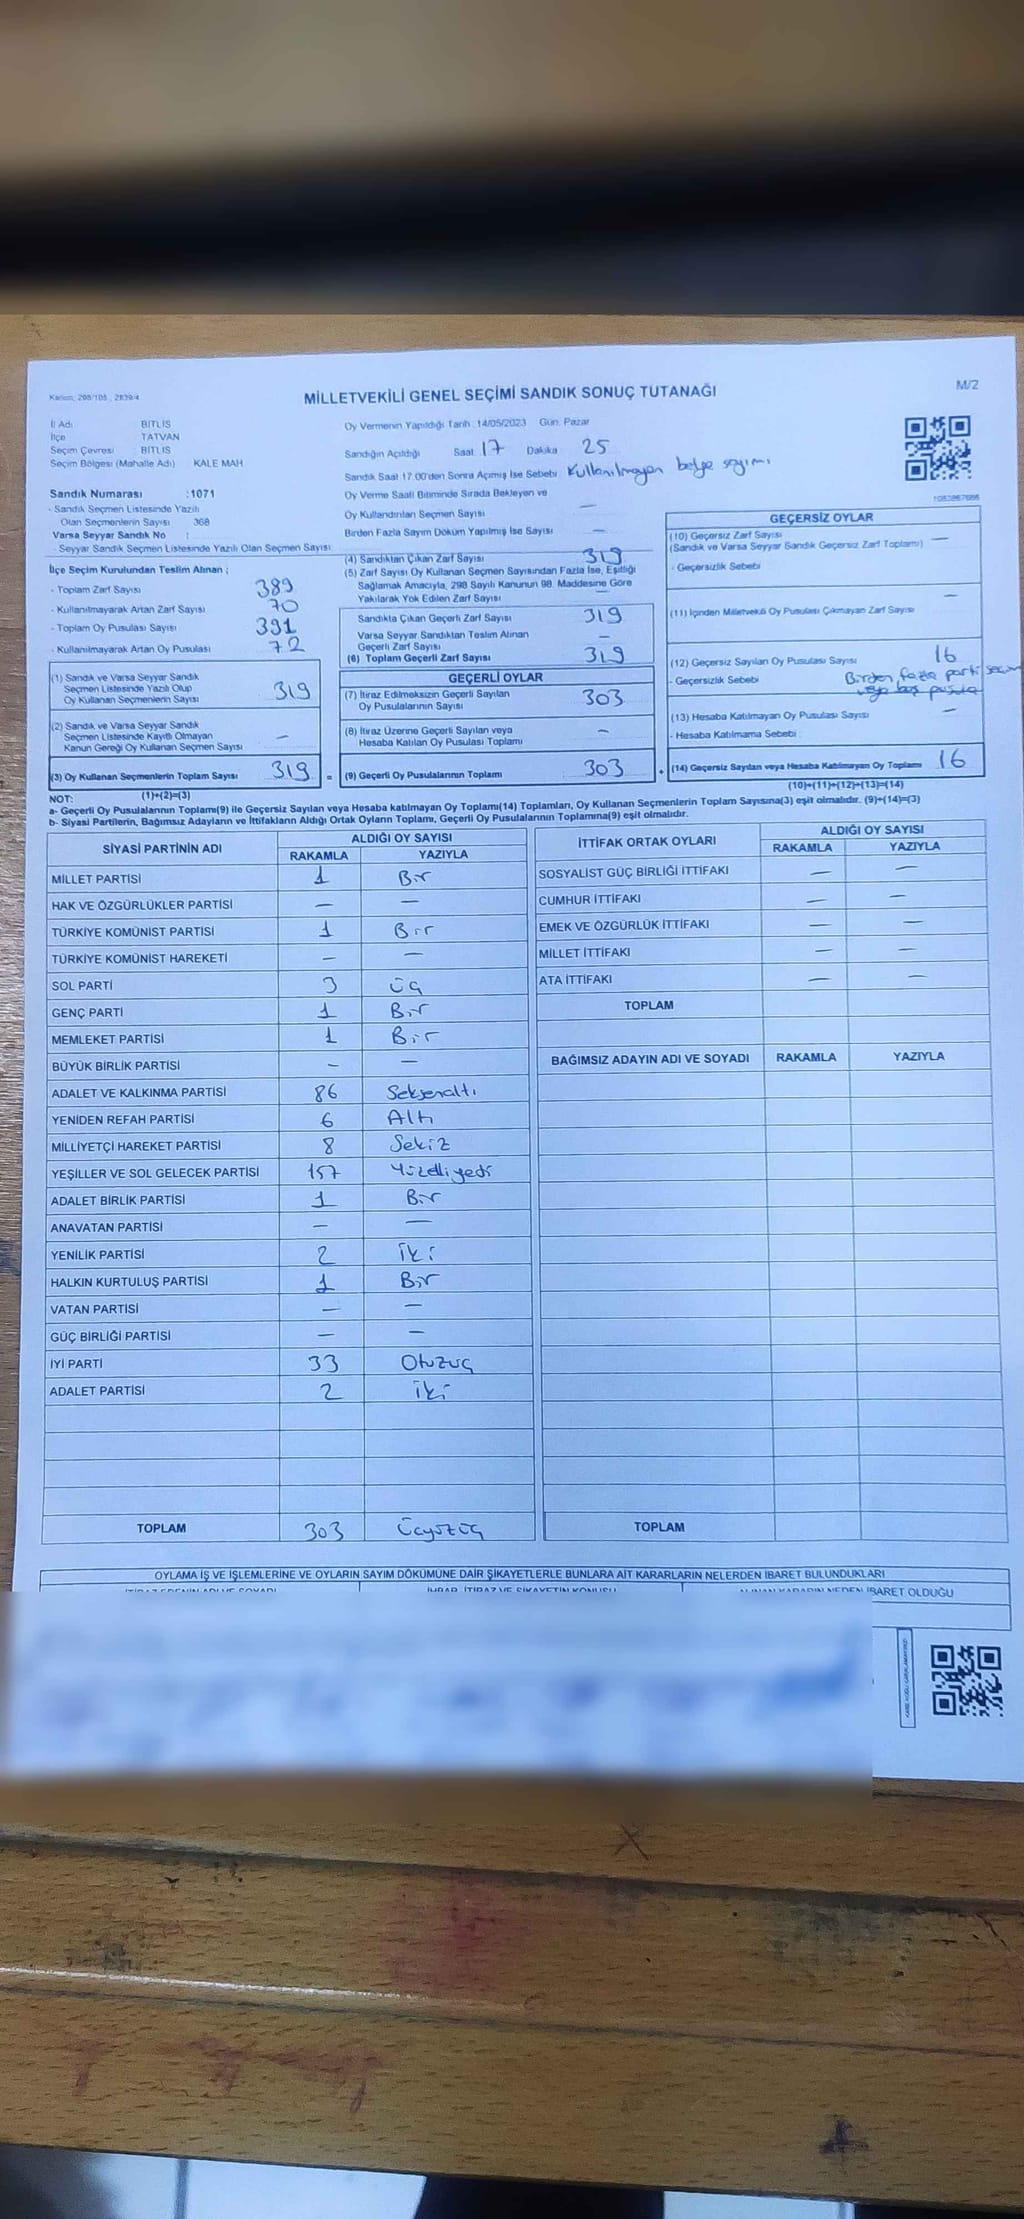 Kanun; 298/105 , 2839/4
MİLLETVEKİLİ GENEL SEÇİMİ SANDIK SONUÇ TUTANAĞI
M/2
İl Adı BİTLİS
İlçe TATVAN
Seçim Çevresi BİTLİS
Seçim Bölgesi (Mahalle Adı) KALE MAH
Sandık Numarası :1071
- Sandık Seçmen Listesinde Yazılı
Olan Seçmenlerin Sayısı 368
Varsa Seyyar Sandık No :
- Seyyar Sandık Seçmen Listesinde Yazılı Olan Seçmen Sayısı:
İlçe Seçim Kurulundan Teslim Alınan ;
- Toplam Zarf Sayısı 389
- Kullanılmayarak Artan Zarf Sayısı 70
- Toplam Oy Pusulası Sayısı 391
- Kullanılmayarak Artan Oy Pusulası 72
(1) Sandık ve Varsa Seyyar Sandık
Seçmen Listesinde Yazılı Olup
Oy Kullanan Seçmenlerin Sayısı 319
(2) Sandık ve Varsa Seyyar Sandık
Seçmen Listesinde Kayıtlı Olmayan
Kanun Gereği Oy Kullanan Seçmen Sayısı —
(3) Oy Kullanan Seçmenlerin Toplam Sayısı 319 =
(1)+(2)=(3)
Oy Vermenin Yapıldığı Tarih : 14/05/2023 Gün: Pazar
Sandığın Açıldığı Saat 17 Dakika 25
Sandık Saat 17:00'den Sonra Açılmış İse Sebebi Kullanılmayan belge sayımı
Oy Verme Saati Bitiminde Sırada Bekleyen ve
Oy Kullandırılan Seçmen Sayısı —
Birden Fazla Sayım Döküm Yapılmış İse Sayısı —
(4) Sandıktan Çıkan Zarf Sayısı 319
(5) Zarf Sayısı Oy Kullanan Seçmen Sayısından Fazla İse, Eşitliği
Sağlamak Amacıyla, 298 Sayılı Kanunun 98. Maddesine Göre
Yakılarak Yok Edilen Zarf Sayısı —
Sandıkta Çıkan Geçerli Zarf Sayısı 319
Varsa Seyyar Sandıktan Teslim Alınan
Geçerli Zarf Sayısı —
(6) Toplam Geçerli Zarf Sayısı 319
GEÇERLİ OYLAR
(7) İtiraz Edilmeksizin Geçerli Sayılan
Oy Pusulalarının Sayısı 303
(8) İtiraz Üzerine Geçerli Sayılan veya
Hesaba Katılan Oy Pusulası Toplamı —
(9) Geçerli Oy Pusulalarının Toplamı 303 +
1083867686
GEÇERSİZ OYLAR
(10) Geçersiz Zarf Sayısı —
(Sandık ve Varsa Seyyar Sandık Geçersiz Zarf Toplamı)
- Geçersizlik Sebebi
(11) İçinden Milletvekili Oy Pusulası Çıkmayan Zarf Sayısı —
(12) Geçersiz Sayılan Oy Pusulası Sayısı 16
- Geçersizlik Sebebi Birden fazla parti seçimi
veya boş pusula
(13) Hesaba Katılmayan Oy Pusulası Sayısı —
- Hesaba Katılmama Sebebi
(14) Geçersiz Sayılan veya Hesaba Katılmayan Oy Toplamı 16
(10)+(11)+(12)+(13)=(14)
NOT:
a- Geçerli Oy Pusulalarının Toplamı(9) ile Geçersiz Sayılan veya Hesaba katılmayan Oy Toplamı(14) Toplamları, Oy Kullanan Seçmenlerin Toplam Sayısına(3) eşit olmalıdır. (9)+(14)=(3)
b- Siyasi Partilerin, Bağımsız Adayların ve İttifakların Aldığı Ortak Oyların Toplamı, Geçerli Oy Pusulalarının Toplamına(9) eşit olmalıdır.
SİYASİ PARTİNİN ADI ALDIĞI OY SAYISI
RAKAMLA YAZIYLA
MİLLET PARTİSİ 1 Bir
HAK VE ÖZGÜRLÜKLER PARTİSİ — —
TÜRKİYE KOMÜNİST PARTİSİ 1 Bir
TÜRKİYE KOMÜNİST HAREKETİ — —
SOL PARTİ 3 Üç
GENÇ PARTİ 1 Bir
MEMLEKET PARTİSİ 1 Bir
BÜYÜK BİRLİK PARTİSİ — —
ADALET VE KALKINMA PARTİSİ 86 Seksenaltı
YENİDEN REFAH PARTİSİ 6 Altı
MİLLİYETÇİ HAREKET PARTİSİ 8 Sekiz
YEŞİLLER VE SOL GELECEK PARTİSİ 157 Yüzelliyedi
ADALET BİRLİK PARTİSİ 1 Bir
ANAVATAN PARTİSİ — —
YENİLİK PARTİSİ 2 İki
HALKIN KURTULUŞ PARTİSİ 1 Bir
VATAN PARTİSİ — —
GÜÇ BİRLİĞİ PARTİSİ — —
İYİ PARTİ 33 Otuzüç
ADALET PARTİSİ 2 İki
TOPLAM 303 Üçyüzüç
İTTİFAK ORTAK OYLARI ALDIĞI OY SAYISI
RAKAMLA YAZIYLA
SOSYALİST GÜÇ BİRLİĞİ İTTİFAKI — —
CUMHUR İTTİFAKI — —
EMEK VE ÖZGÜRLÜK İTTİFAKI — —
MİLLET İTTİFAKI — —
ATA İTTİFAKI — —
TOPLAM
BAĞIMSIZ ADAYIN ADI VE SOYADI RAKAMLA YAZIYLA
TOPLAM
OYLAMA İŞ VE İŞLEMLERİNE VE OYLARIN SAYIM DÖKÜMÜNE DAİR ŞİKAYETLERLE BUNLARA AİT KARARLARIN NELERDEN İBARET BULUNDUKLARI
İTİRAZ EDENİN ADI VE SOYADI İHBAR, İTİRAZ VE ŞİKAYETİN KONUSU ALINAN KARARIN NEDEN İBARET OLDUĞU